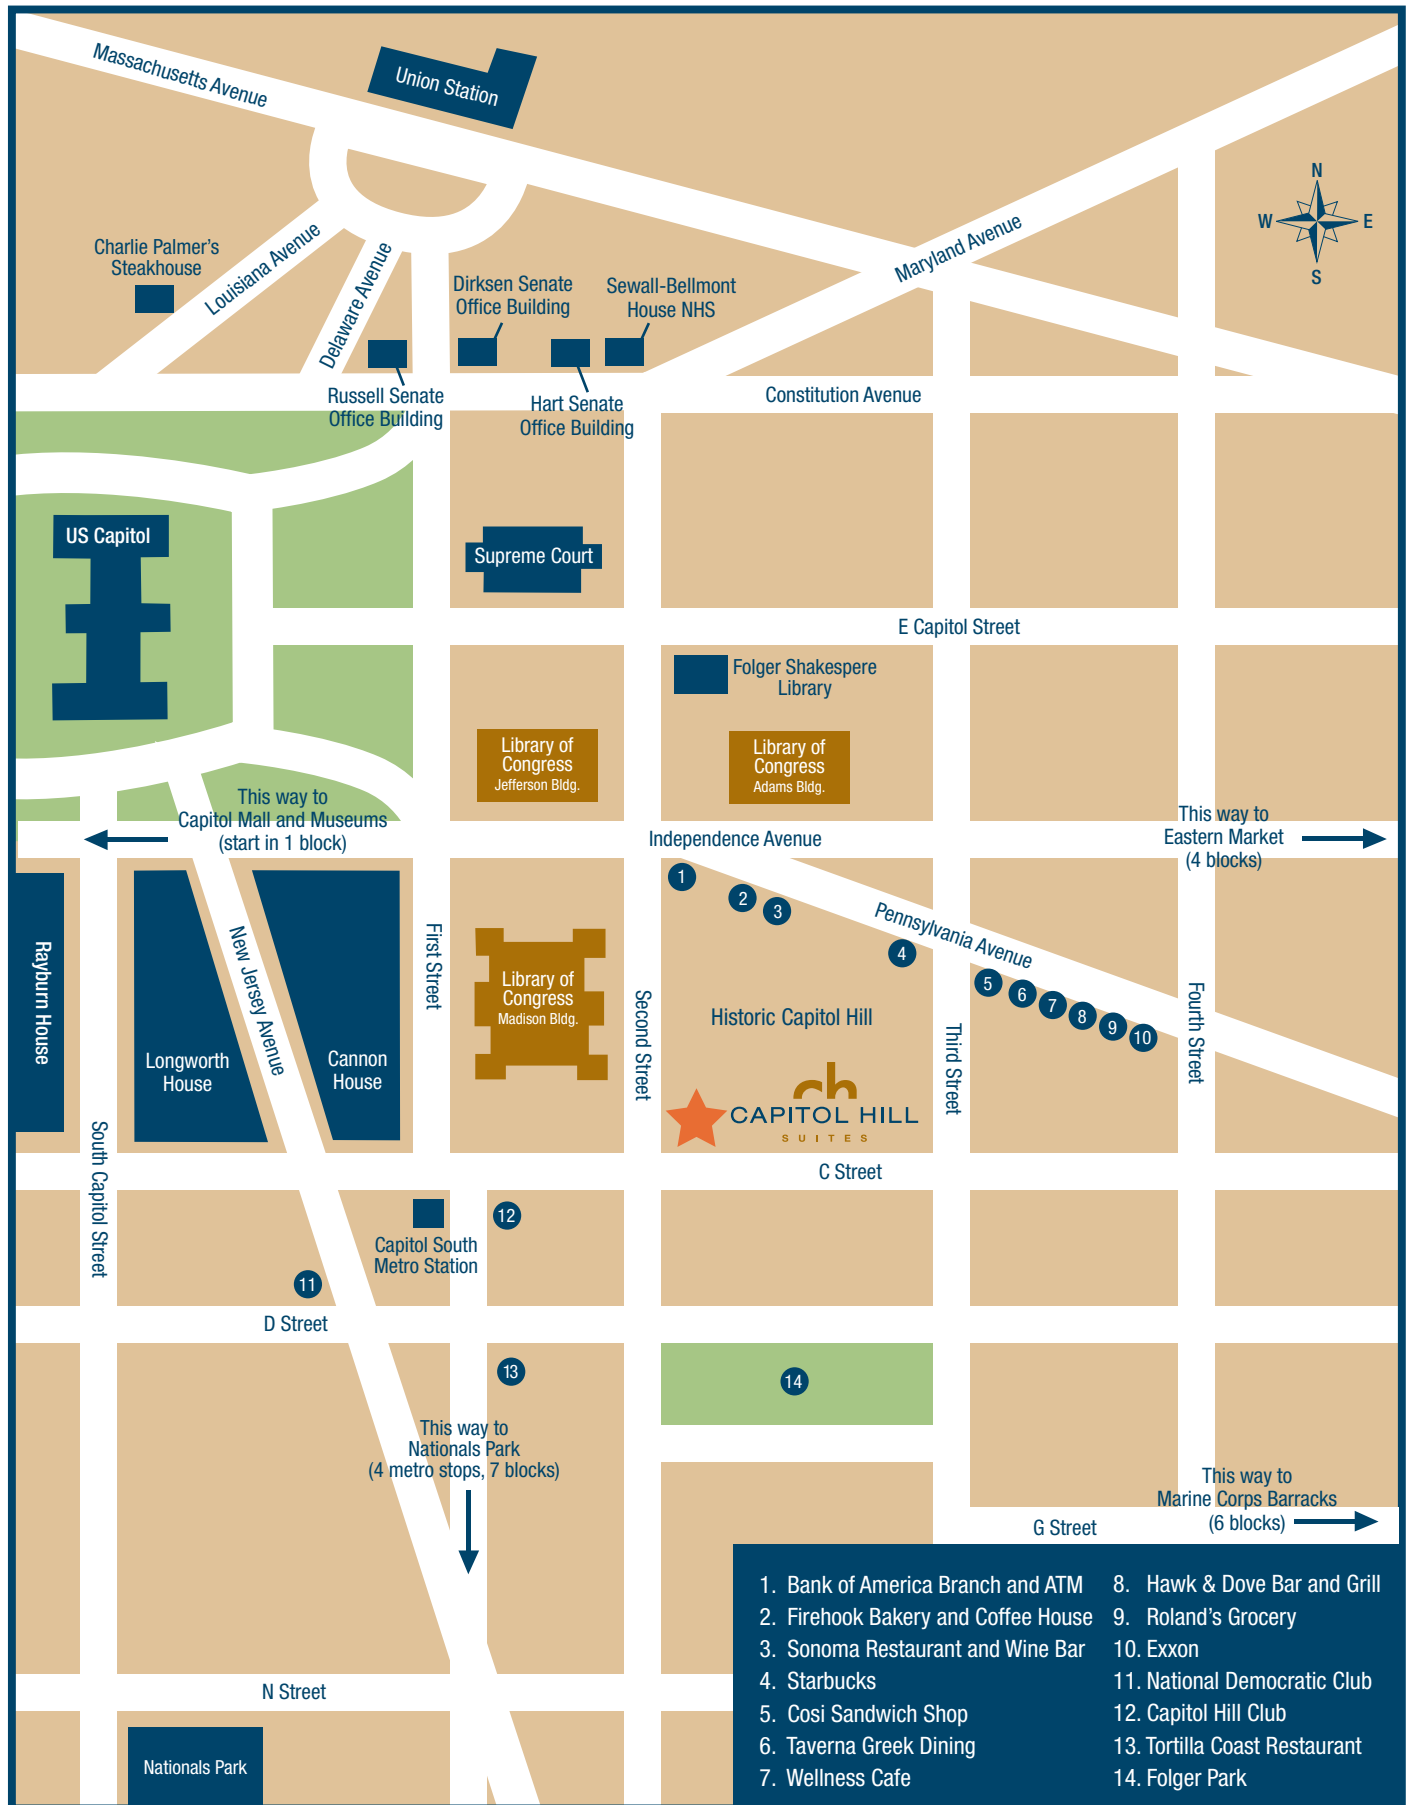 Massachusetts Avenue
Union Station
N
W
E
S
Maryland Avenue
Charlie Palmer's
Steakhouse
Louisiana Avenue
Delaware Avenue
Dirksen Senate
Office Building
Sewall-Bellmont
House NHS
Russell Senate
Office Building
Hart Senate
Office Building
Constitution Avenue
US Capitol
Supreme Court
E Capitol Street
Folger Shakespere
Library
Library of
Congress
Jefferson Bldg.
Library of
Congress
Adams Bldg.
This way to
Capitol Mall and Museums
(start in 1 block)
Independence Avenue
This way to
Eastern Market
(4 blocks)
1
2
3
4
Pennsylvania Avenue
5
6
7
8
9
10
Rayburn House
Longworth
House
New Jersey Avenue
Cannon
House
First Street
Library of
Congress
Madison Bldg.
Second Street
Historic Capitol Hill
Third Street
Fourth Street
ch
CAPITOL HILL
SUITES
South Capitol Street
C Street
Capitol South
Metro Station
12
11
D Street
13
14
This way to
Nationals Park
(4 metro stops, 7 blocks)
This way to
Marine Corps Barracks
(6 blocks)
G Street
N Street
Nationals Park
1. Bank of America Branch and ATM
2. Firehook Bakery and Coffee House
3. Sonoma Restaurant and Wine Bar
4. Starbucks
5. Cosi Sandwich Shop
6. Taverna Greek Dining
7. Wellness Cafe
8. Hawk & Dove Bar and Grill
9. Roland's Grocery
10. Exxon
11. National Democratic Club
12. Capitol Hill Club
13. Tortilla Coast Restaurant
14. Folger Park